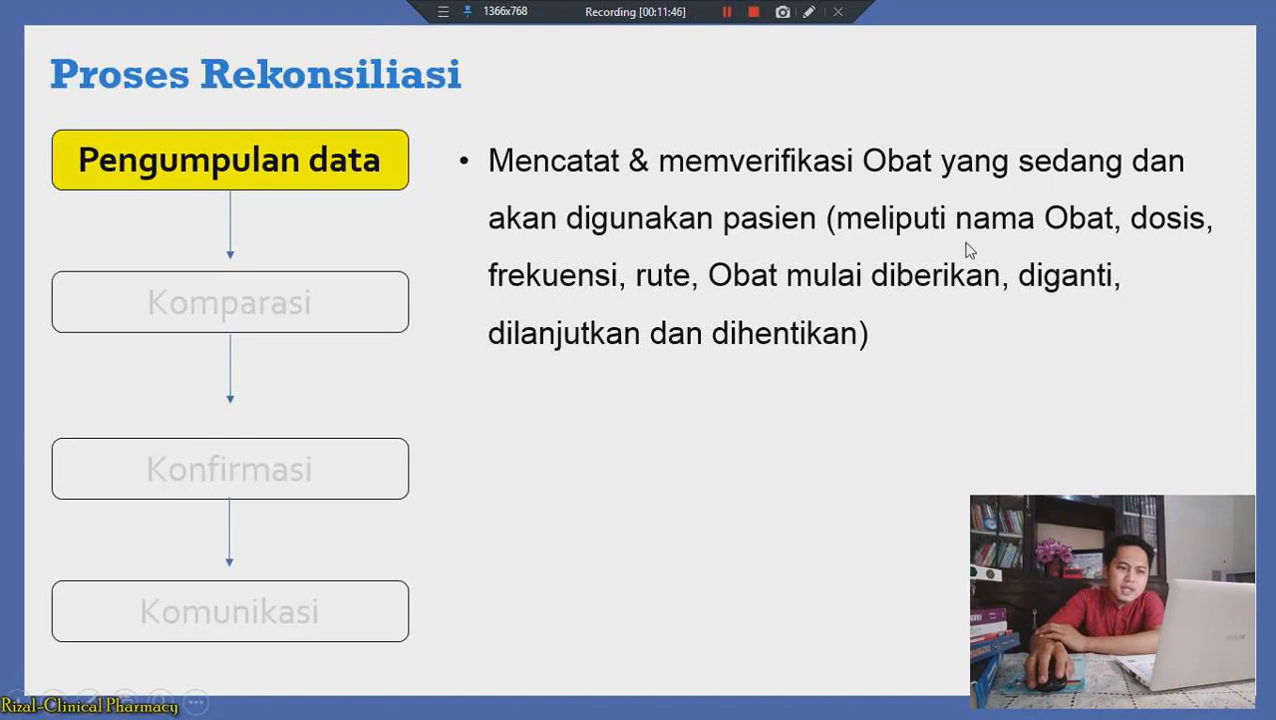 1366x768
Recording [00:11:46]
Proses Rekonsiliasi
Pengumpulan data
Komparasi
Konfirmasi
Komunikasi
• Mencatat & memverifikasi Obat yang sedang dan
akan digunakan pasien (meliputi nama Obat, dosis,
frekuensi, rute, Obat mulai diberikan, diganti,
dilanjutkan dan dihentikan)
Rizal-Clinical Pharmacy